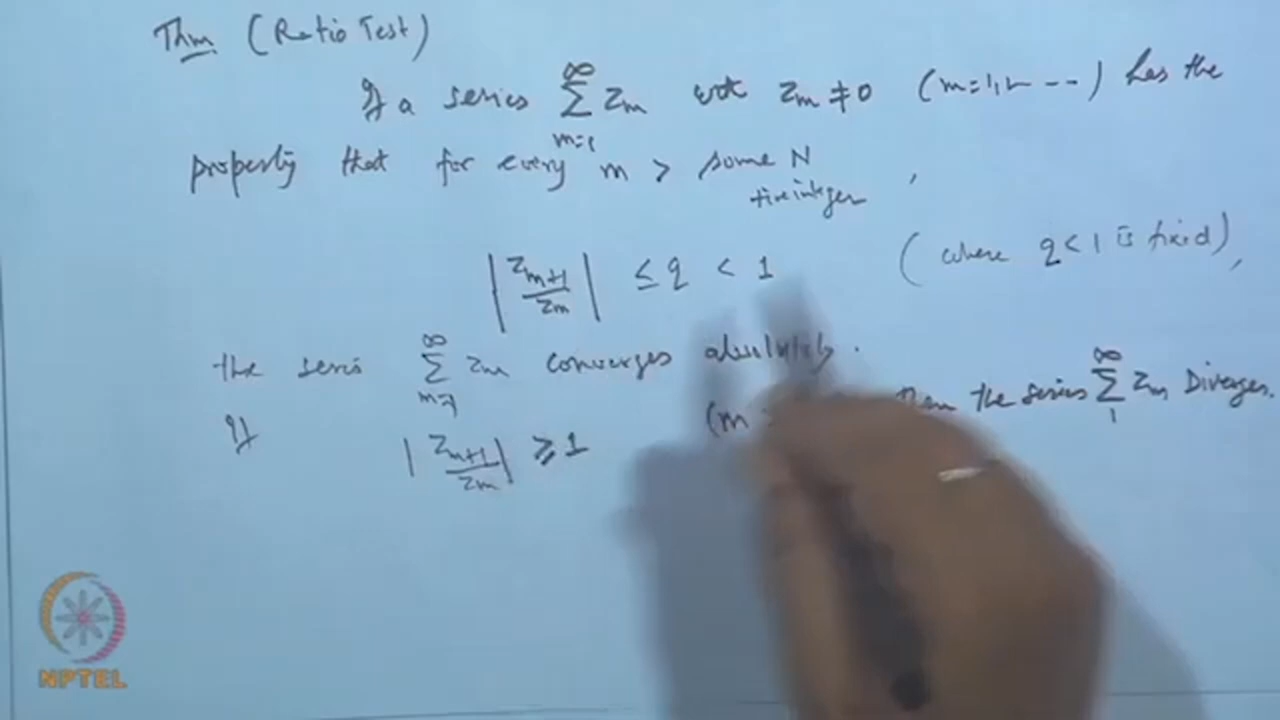 Thm (Ratio Test)
If a series ∑_{m=1}^{∞} z_m with z_m ≠ 0 (m=1,2 ---) has the
property that for every m > some N
+ive integer ,
|z_{m+1}/z_m| ≤ q < 1 (where q < 1 is fixed),
the series ∑_{m=1}^{∞} z_m converges absolutely.
If |z_{m+1}/z_m| ≥ 1 (m then the series ∑_{1}^{∞} z_m Diverges.
NPTEL